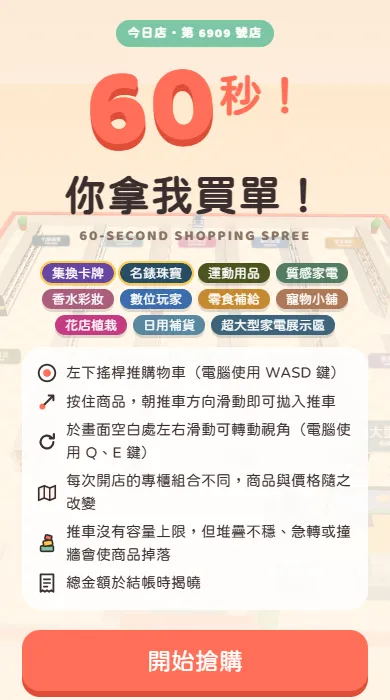 今日店・第 6909 號店
60秒！
你拿我買單！
60-SECOND SHOPPING SPREE
集換卡牌 名錶珠寶 運動用品 質感家電
香水彩妝 數位玩家 零食補給 寵物小舖
花店植栽 日用補貨 超大型家電展示區
左下搖桿推購物車（電腦使用 WASD 鍵）
按住商品，朝推車方向滑動即可拋入推車
於畫面空白處左右滑動可轉動視角（電腦使
用 Q、E 鍵）
每次開店的專櫃組合不同，商品與價格隨之
改變
推車沒有容量上限，但堆疊不穩、急轉或撞
牆會使商品掉落
總金額於結帳時揭曉
開始搶購